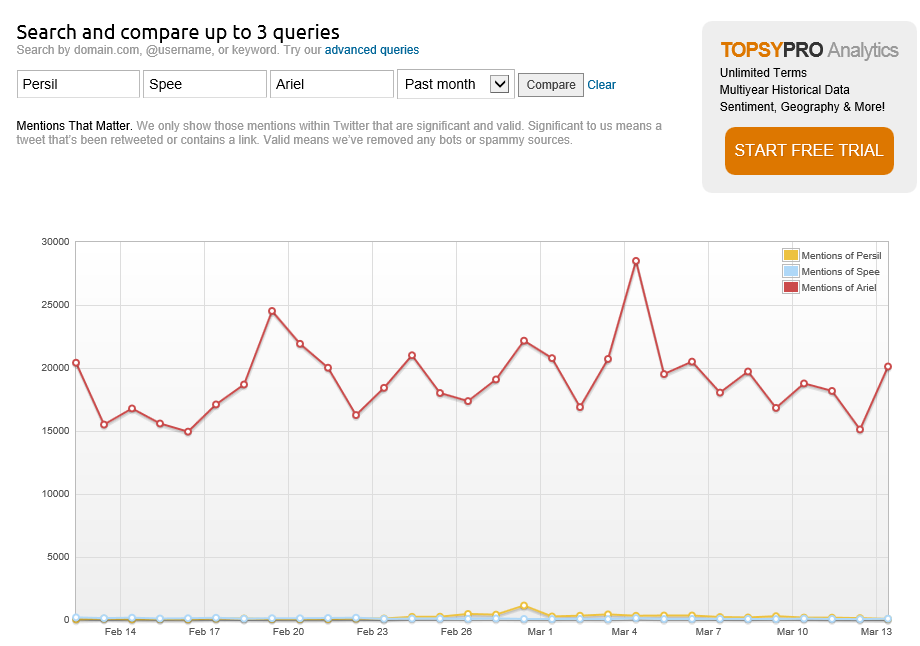 Search and compare up to 3 queries
Search by domain.com, @username, or keyword. Try our advanced queries
Persil Spee Ariel Past month Compare Clear
Mentions That Matter. We only show those mentions within Twitter that are significant and valid. Significant to us means a
tweet that's been retweeted or contains a link. Valid means we've removed any bots or spammy sources.
TOPSYPRO Analytics
Unlimited Terms
Multiyear Historical Data
Sentiment, Geography & More!
START FREE TRIAL
30000
25000
20000
15000
10000
5000
0
Mentions of Persil
Mentions of Spee
Mentions of Ariel
Feb 14 Feb 17 Feb 20 Feb 23 Feb 26 Mar 1 Mar 4 Mar 7 Mar 10 Mar 13